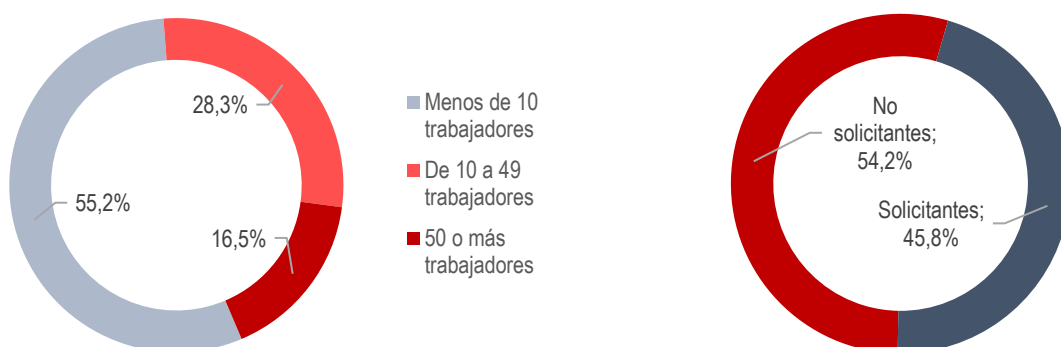 28,3%
55,2%
16,5%
Menos de 10
trabajadores
De 10 a 49
trabajadores
50 o más
trabajadores
No
solicitantes;
54,2%
Solicitantes;
45,8%